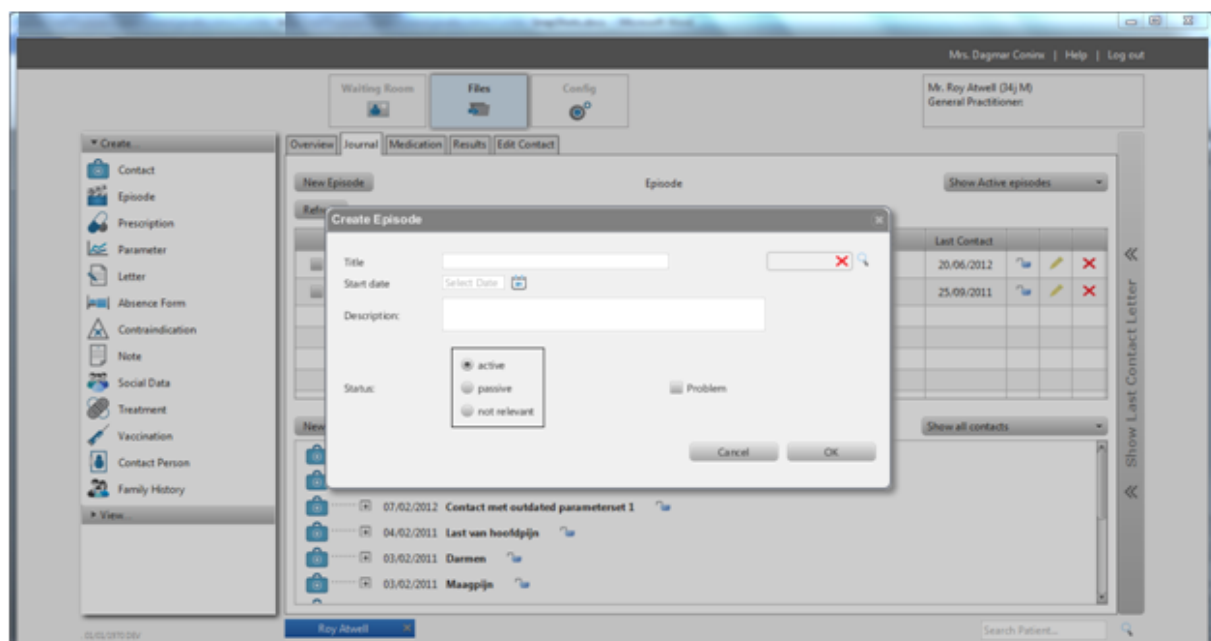 Mrs. Dagmar Coninx | Help | Log out
Waiting Room
Files
Config
Mr. Roy Atwell (34j M)
General Practitioner:
Create...
Contact
Episode
Prescription
Parameter
Letter
Absence Form
Contraindication
Note
Social Data
Treatment
Vaccination
Contact Person
Family History
View...
Overview Journal Medication Results Edit Contact
New Episode
Episode
Show Active episodes
Create Episode
Title
Start date
Select Date
Description:
Status:
active
passive
not relevant
Problem
Cancel
OK
Last Contact
20/06/2012
25/09/2011
Show Last Contact Letter
New
Show all contacts
07/02/2012 Contact met outdated parameterset 1
04/02/2011 Last van hoofdpijn
03/02/2011 Darmen
03/02/2011 Maagpijn
Roy Atwell
Search Patient...